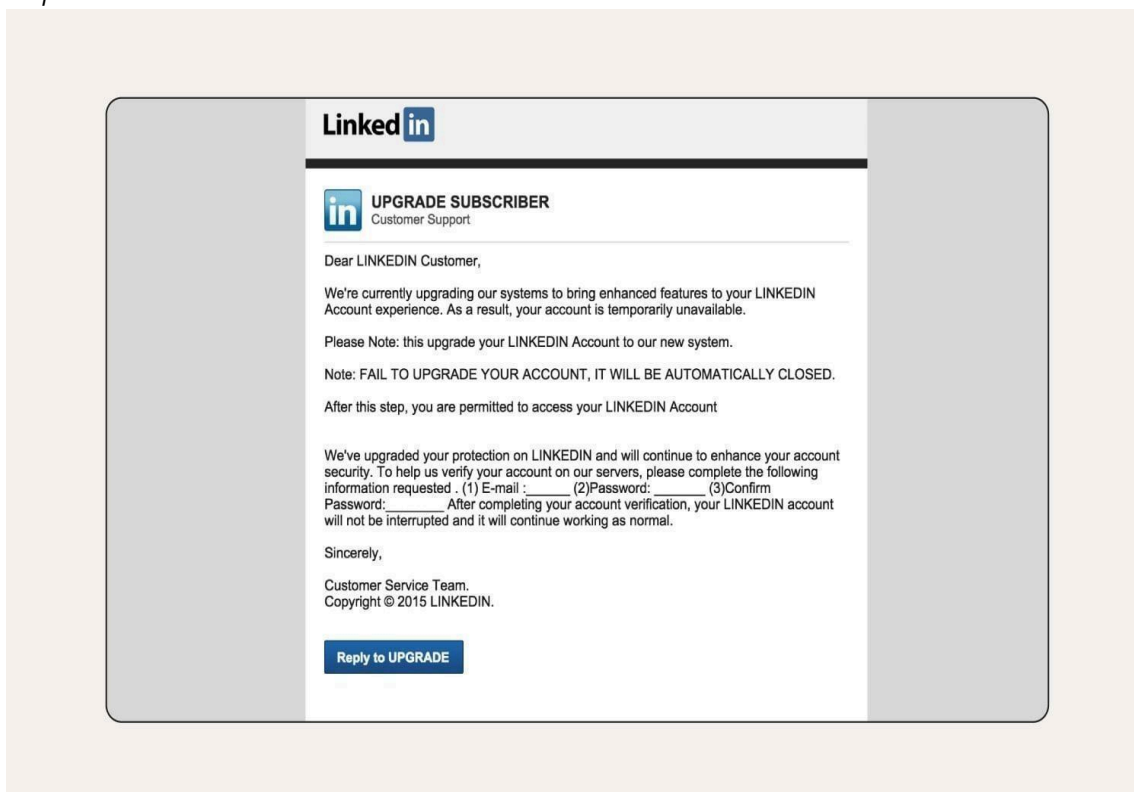 Linked in
in
UPGRADE SUBSCRIBER
Customer Support
Dear LINKEDIN Customer,
We're currently upgrading our systems to bring enhanced features to your LINKEDIN
Account experience. As a result, your account is temporarily unavailable.
Please Note: this upgrade your LINKEDIN Account to our new system.
Note: FAIL TO UPGRADE YOUR ACCOUNT, IT WILL BE AUTOMATICALLY CLOSED.
After this step, you are permitted to access your LINKEDIN Account
We've upgraded your protection on LINKEDIN and will continue to enhance your account
security. To help us verify your account on our servers, please complete the following
information requested . (1) E-mail :______ (2)Password: _______ (3)Confirm
Password:________ After completing your account verification, your LINKEDIN account
will not be interrupted and it will continue working as normal.
Sincerely,
Customer Service Team.
Copyright © 2015 LINKEDIN.
Reply to UPGRADE